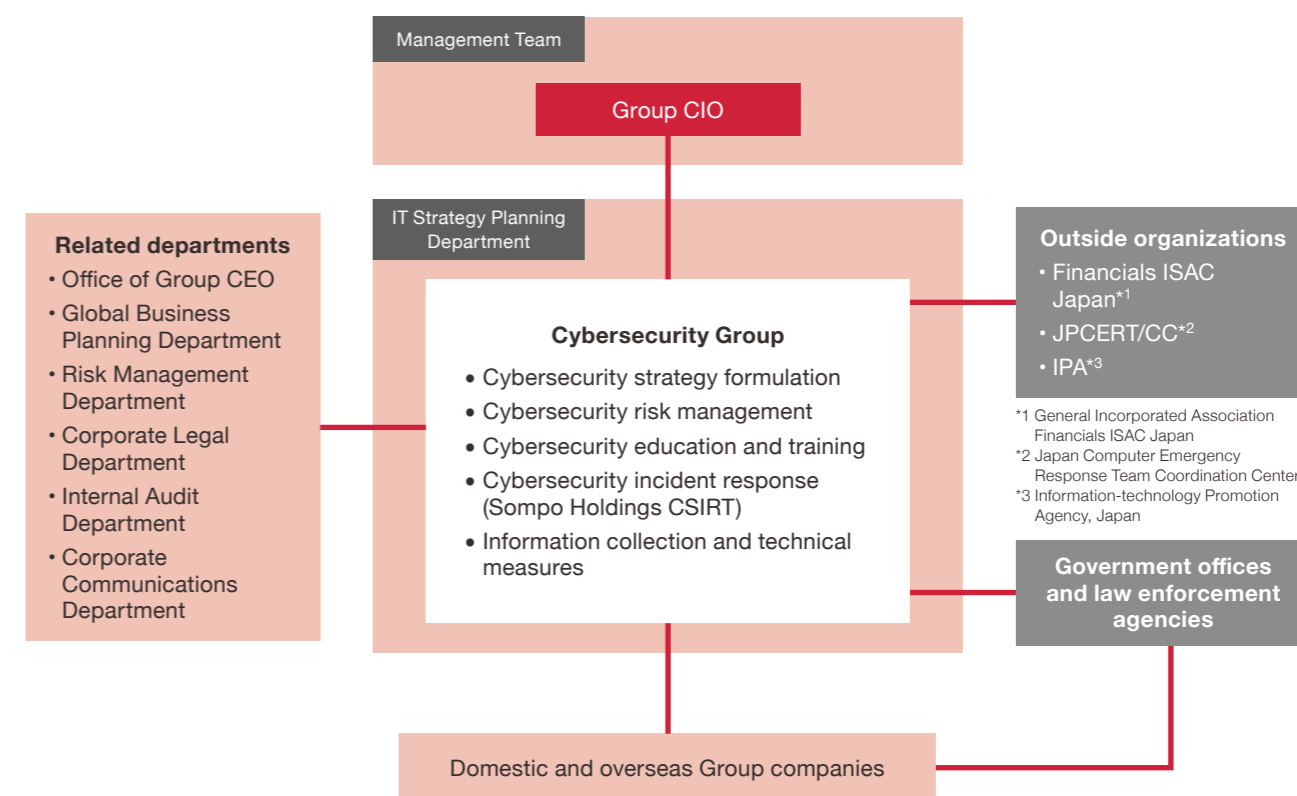 Management Team
Group CIO
IT Strategy Planning
Department
Related departments
• Office of Group CEO
• Global Business
Planning Department
• Risk Management
Department
• Corporate Legal
Department
• Internal Audit
Department
• Corporate
Communications
Department
Cybersecurity Group
• Cybersecurity strategy formulation
• Cybersecurity risk management
• Cybersecurity education and training
• Cybersecurity incident response
(Sompo Holdings CSIRT)
• Information collection and technical
measures
Outside organizations
• Financials ISAC
Japan*1
• JPCERT/CC*2
• IPA*3
*1 General Incorporated Association
Financials ISAC Japan
*2 Japan Computer Emergency
Response Team Coordination Center
*3 Information-technology Promotion
Agency, Japan
Government offices
and law enforcement
agencies
Domestic and overseas Group companies